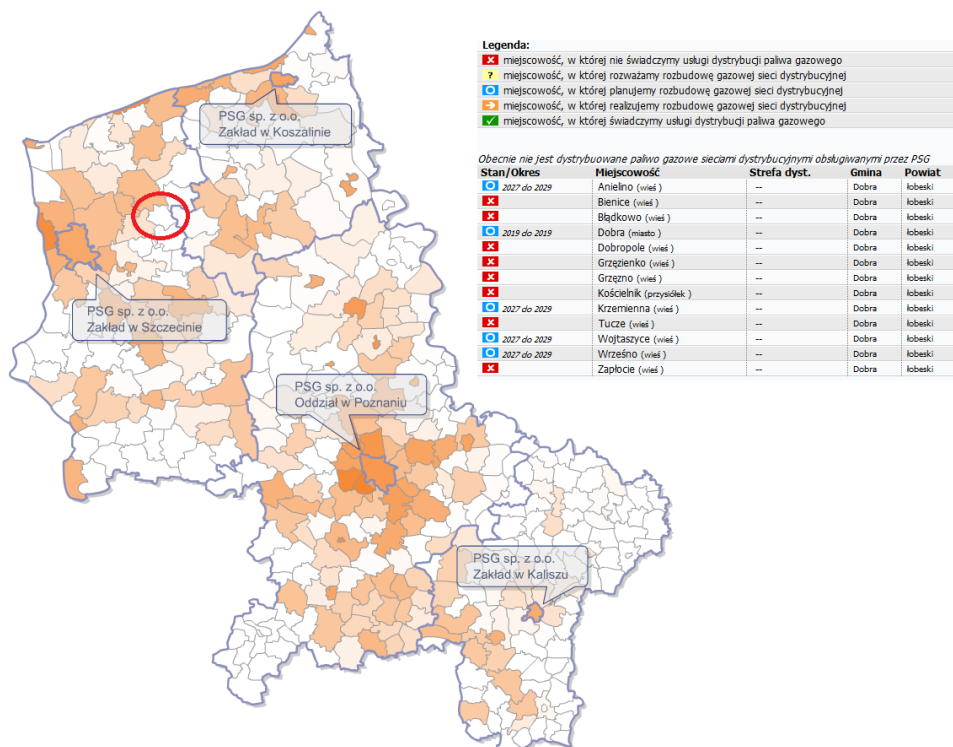 PSG sp. z o.o.
Zakład w Koszalinie
PSG sp. z o.o.
Zakład w Szczecinie
PSG sp. z o.o.
Oddział w Poznaniu
PSG sp. z o.o.
Zakład w Kaliszu
Legenda:
miejscowość, w której nie świadczymy usługi dystrybucji paliwa gazowego
? miejscowość, w której rozważamy rozbudowę gazowej sieci dystrybucyjnej
miejscowość, w której planujemy rozbudowę gazowej sieci dystrybucyjnej
miejscowość, w której realizujemy rozbudowę gazowej sieci dystrybucyjnej
miejscowość, w której świadczymy usługi dystrybucji paliwa gazowego
Obecnie nie jest dystrybuowane paliwo gazowe sieciami dystrybucyjnymi obsługiwanymi przez PSG
Stan/Okres Miejscowość Strefa dyst. Gmina Powiat
2027 do 2029 Anielino (wieś ) -- Dobra łobeski
Bienice (wieś ) -- Dobra łobeski
Błądkowo (wieś ) -- Dobra łobeski
2019 do 2019 Dobra (miasto ) -- Dobra łobeski
Dobropole (wieś ) -- Dobra łobeski
Grzęzienko (wieś ) -- Dobra łobeski
Grzęzno (wieś ) -- Dobra łobeski
Kościelnik (przysiółek ) -- Dobra łobeski
2027 do 2029 Krzemienna (wieś ) -- Dobra łobeski
Tucze (wieś ) -- Dobra łobeski
2027 do 2029 Wojtaszyce (wieś ) -- Dobra łobeski
2027 do 2029 Wrześno (wieś ) -- Dobra łobeski
Zapłocie (wieś ) -- Dobra łobeski